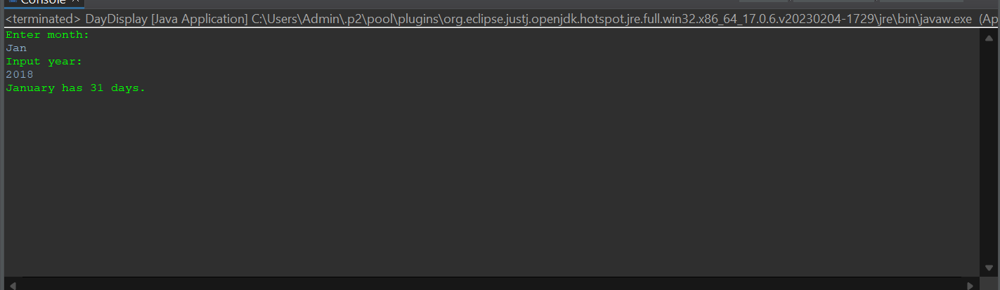 Console
<terminated> DayDisplay [Java Application] C:\Users\Admin\.p2\pool\plugins\org.eclipse.justj.openjdk.hotspot.jre.full.win32.x86_64_17.0.6.v20230204-1729\jre\bin\javaw.exe (Ap
Enter month:
Jan
Input year:
2018
January has 31 days.